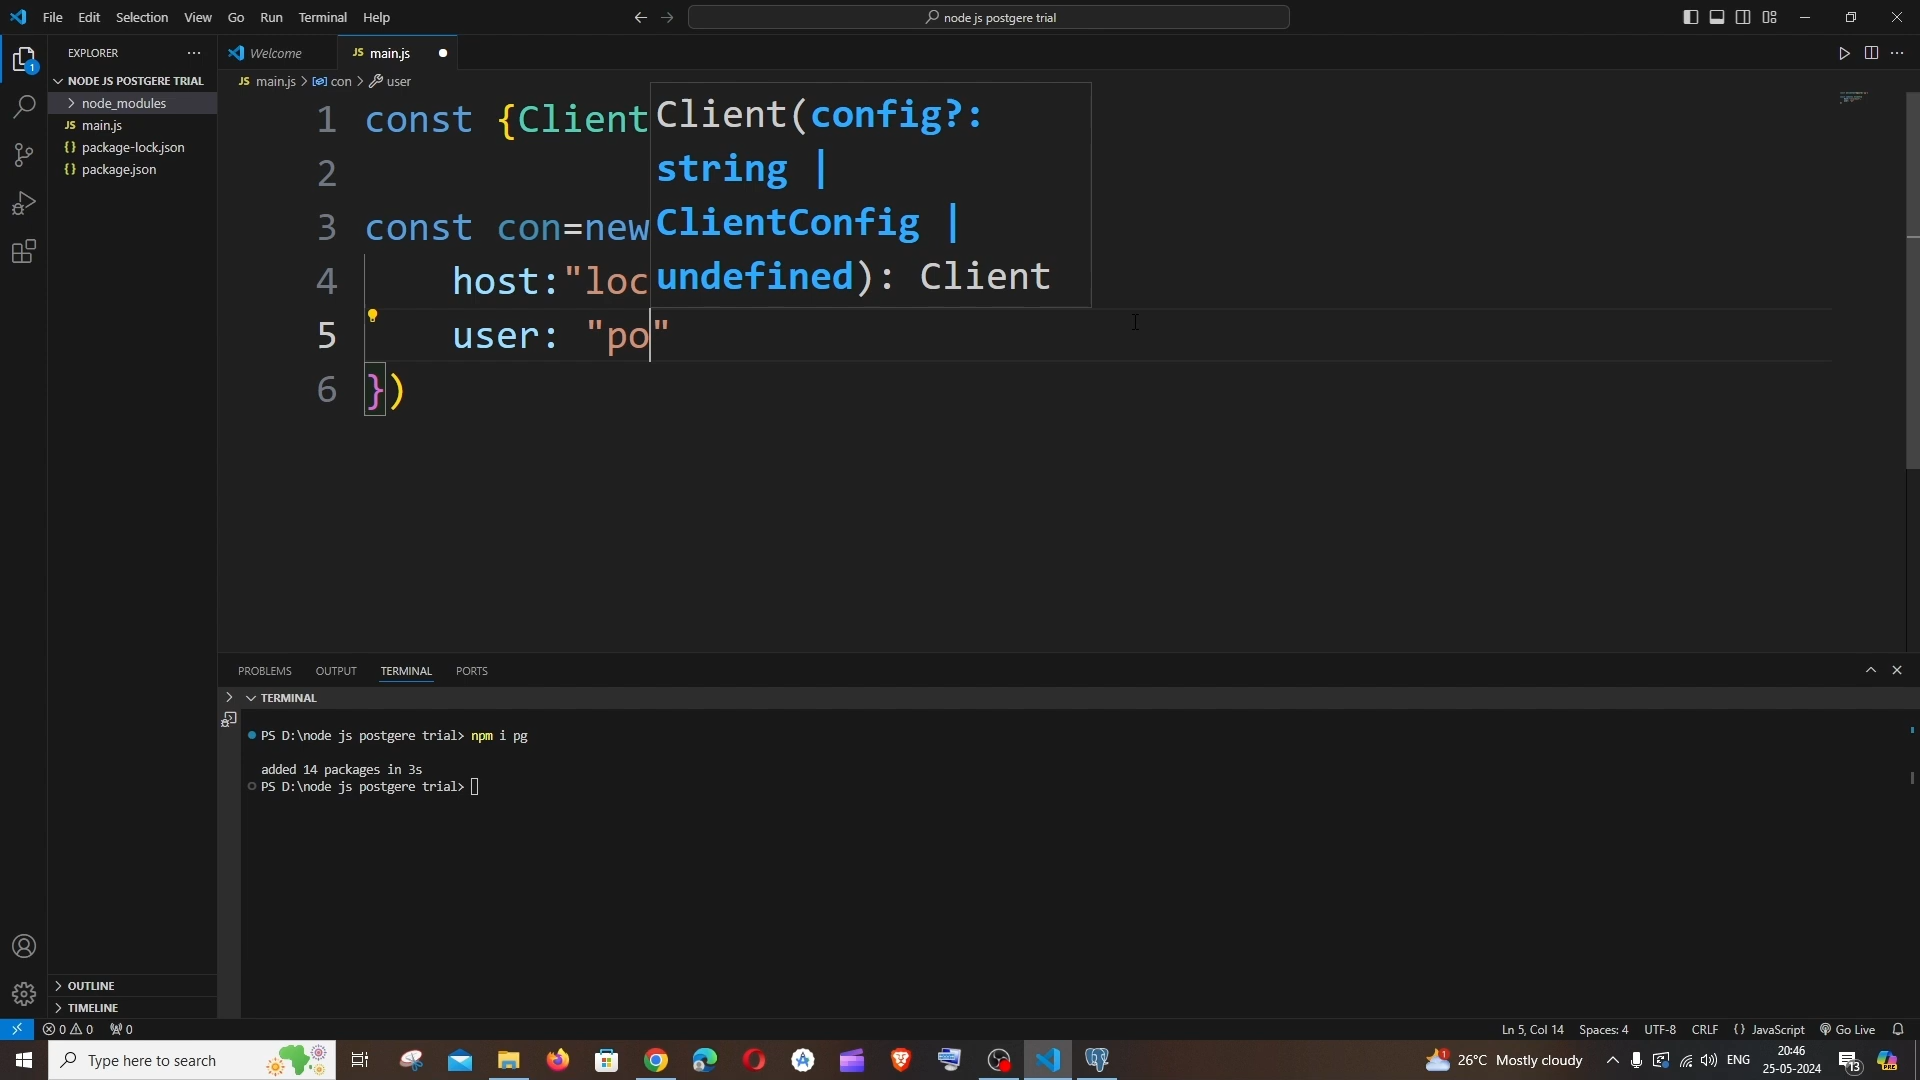 File Edit Selection View Go Run Terminal Help
node js postgere trial
EXPLORER
Welcome
JS main.js
NODE JS POSTGERE TRIAL
node_modules
JS main.js
{} package-lock.json
{} package.json
OUTLINE
TIMELINE
JS main.js > con > user
1 const {Client
2
3 const con=new
4 host:"loc
5 user: "po"
6 })
Client(config?:
string |
ClientConfig |
undefined): Client
PROBLEMS OUTPUT TERMINAL PORTS
TERMINAL
PS D:\node js postgere trial> npm i pg
added 14 packages in 3s
PS D:\node js postgere trial>
0 0 0
Ln 5, Col 14 Spaces: 4 UTF-8 CRLF {} JavaScript Go Live
Type here to search
26°C Mostly cloudy
ENG
20:46
25-05-2024
13